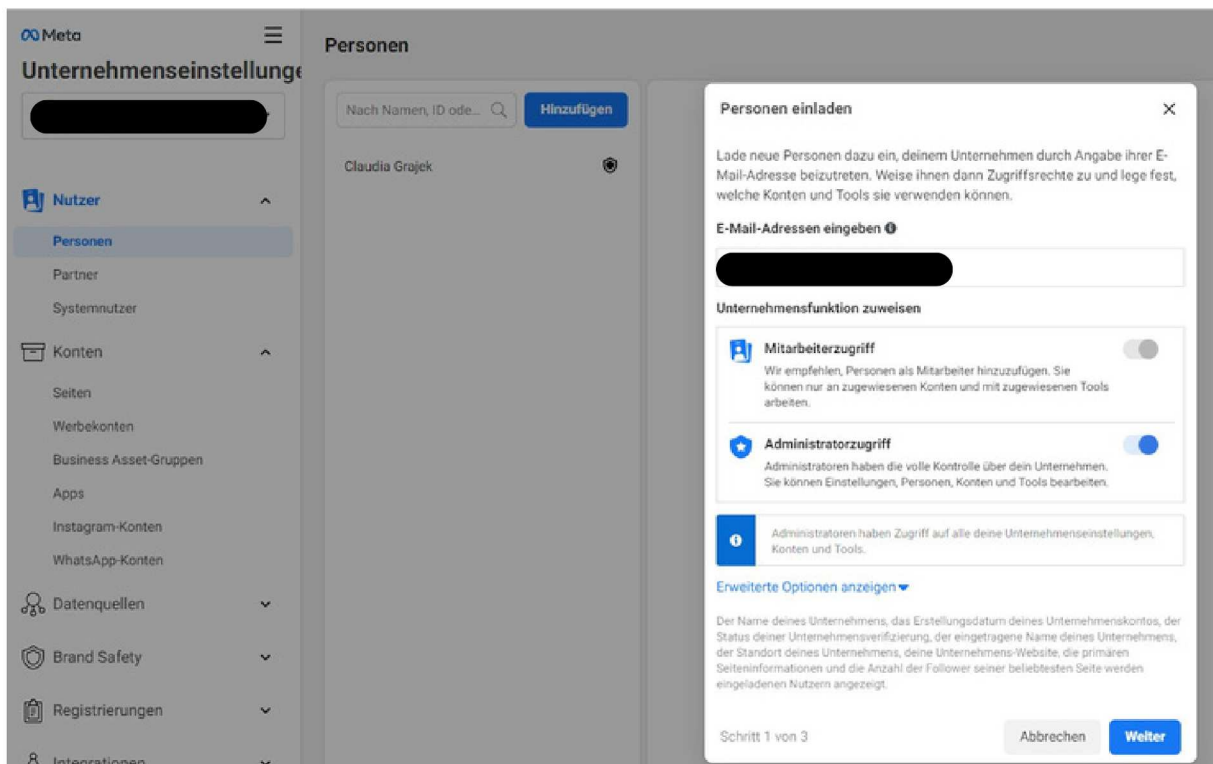 Meta
Unternehmenseinstellunge
Nutzer
Personen
Partner
Systemnutzer
Konten
Seiten
Werbekonten
Business Asset-Gruppen
Apps
Instagram-Konten
WhatsApp-Konten
Datenquellen
Brand Safety
Registrierungen
Integrationen
Personen
Nach Namen, ID ode...
Hinzufügen
Claudia Grajek
Personen einladen
Lade neue Personen dazu ein, deinem Unternehmen durch Angabe ihrer E-
Mail-Adresse beizutreten. Weise ihnen dann Zugriffsrechte zu und lege fest,
welche Konten und Tools sie verwenden können.
E-Mail-Adressen eingeben
Unternehmensfunktion zuweisen
Mitarbeiterzugriff
Wir empfehlen, Personen als Mitarbeiter hinzuzufügen. Sie
können nur an zugewiesenen Konten und mit zugewiesenen Tools
arbeiten.
Administratorzugriff
Administratoren haben die volle Kontrolle über dein Unternehmen.
Sie können Einstellungen, Personen, Konten und Tools bearbeiten.
Administratoren haben Zugriff auf alle deine Unternehmenseinstellungen,
Konten und Tools.
Erweiterte Optionen anzeigen
Der Name deines Unternehmens, das Erstellungsdatum deines Unternehmenskontos, der
Status deiner Unternehmensverifizierung, der eingetragene Name deines Unternehmens,
der Standort deines Unternehmens, deine Unternehmens-Website, die primären
Seiteninformationen und die Anzahl der Follower seiner beliebtesten Seite werden
eingeladenen Nutzern angezeigt.
Schritt 1 von 3
Abbrechen
Weiter